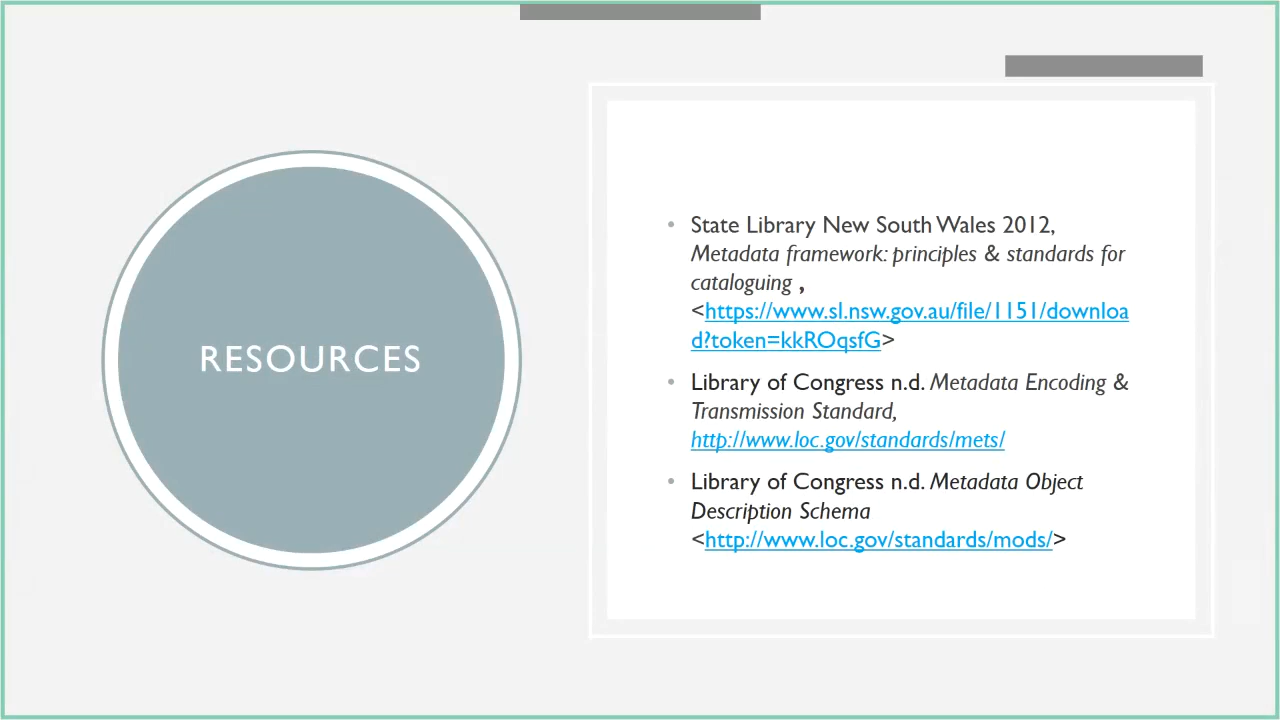 RESOURCES
• State Library New South Wales 2012,
Metadata framework: principles & standards for
cataloguing ,
<https://www.sl.nsw.gov.au/file/1151/downloa
d?token=kkROqsfG>
• Library of Congress n.d. Metadata Encoding &
Transmission Standard,
http://www.loc.gov/standards/mets/
• Library of Congress n.d. Metadata Object
Description Schema
<http://www.loc.gov/standards/mods/>